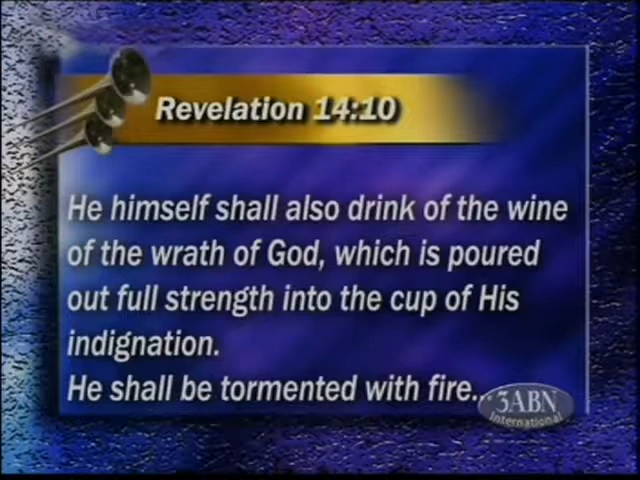 Revelation 14:10
He himself shall also drink of the wine
of the wrath of God, which is poured
out full strength into the cup of His
indignation.
He shall be tormented with fire...
3ABN
International